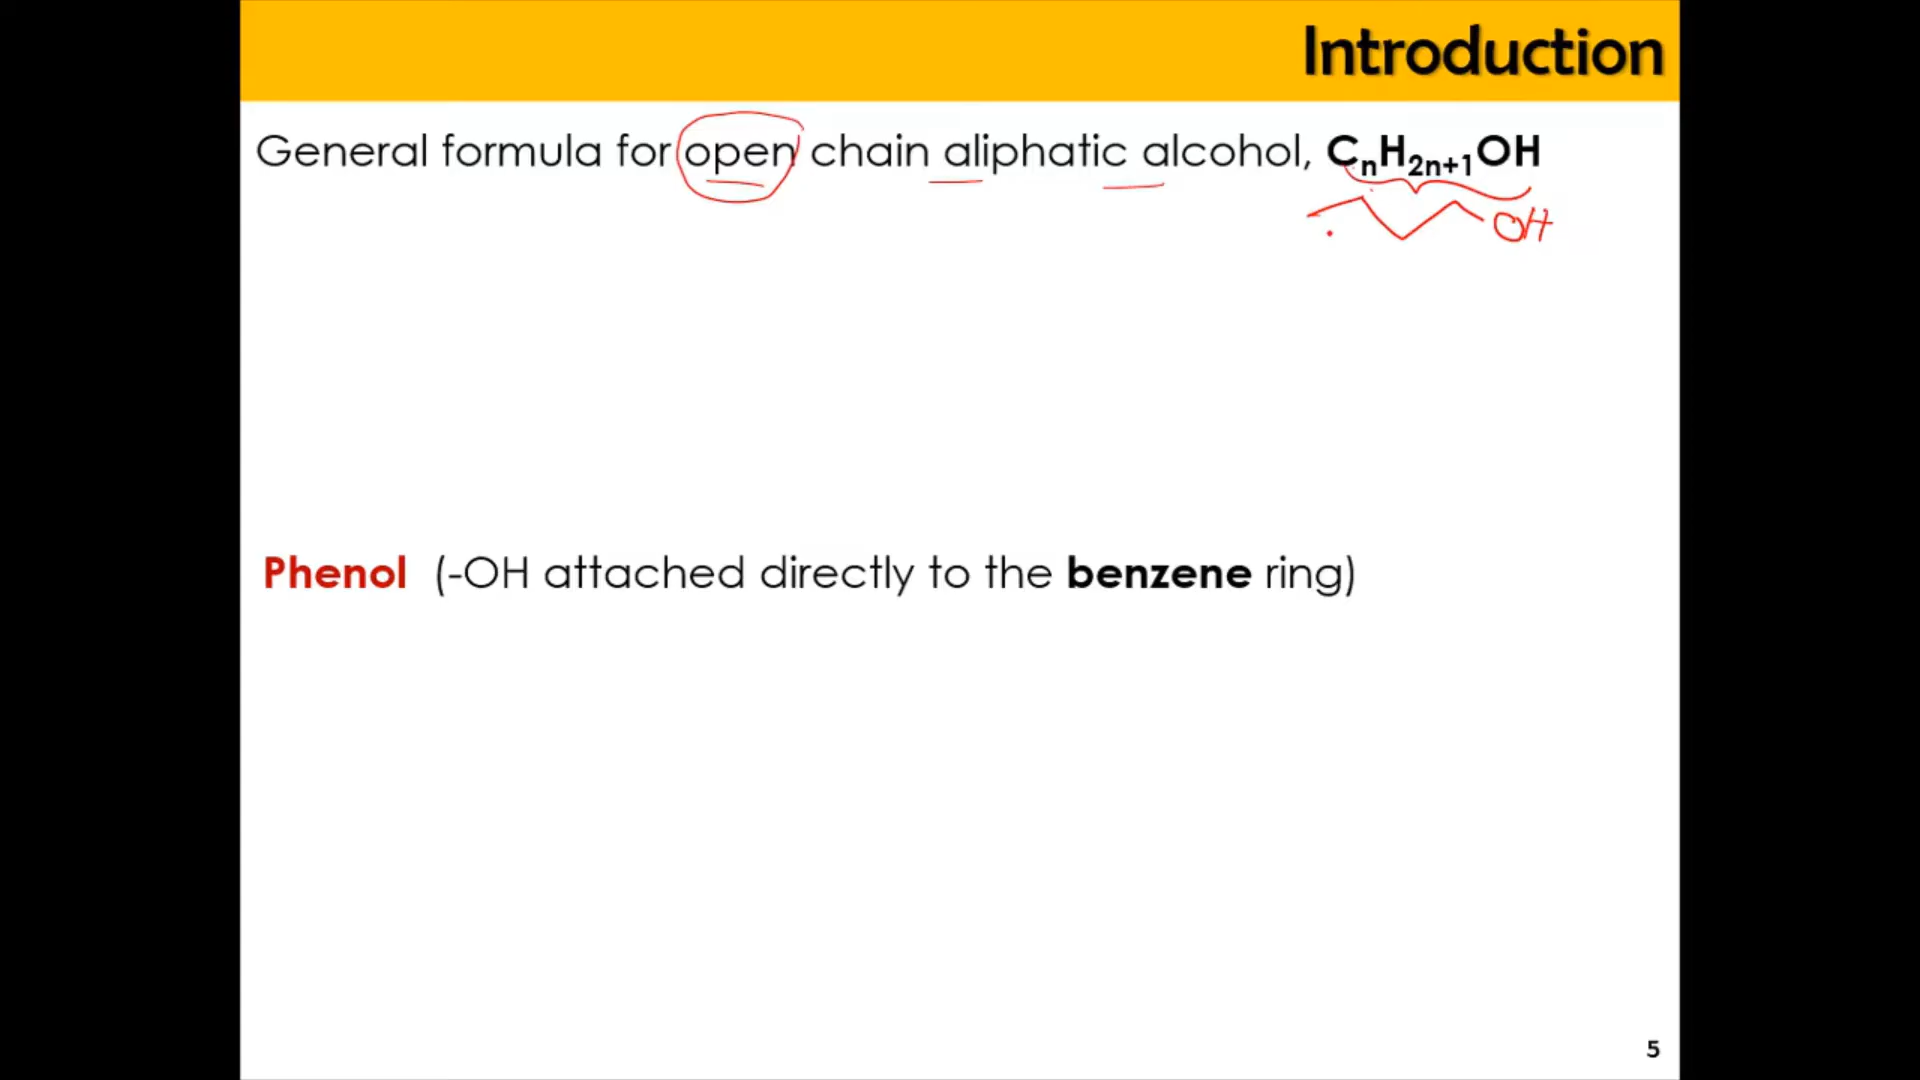 Introduction
General formula for open chain aliphatic alcohol, CₙH₂ₙ₊₁OH
OH
Phenol (-OH attached directly to the benzene ring)
5